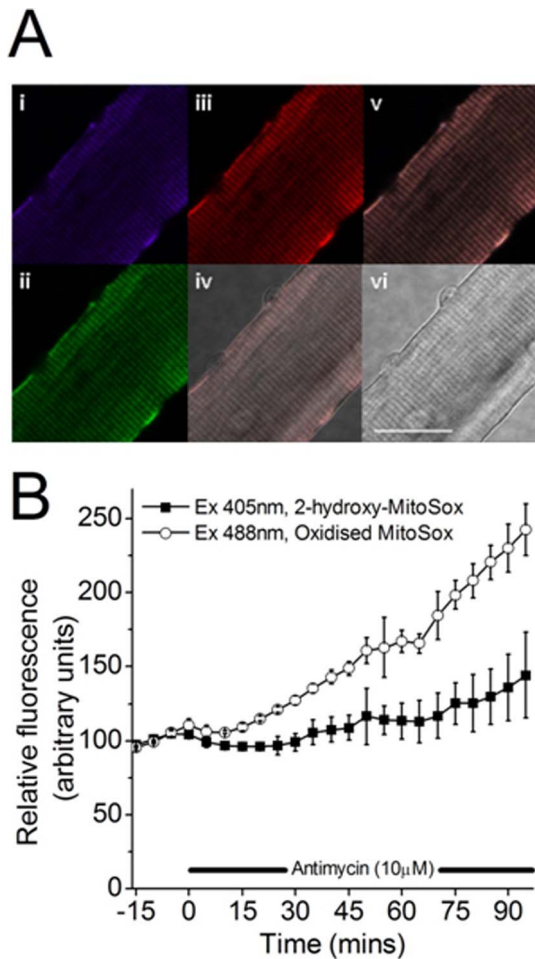 A
i iii v
ii iv vi
B
Ex 405nm, 2-hydroxy-MitoSox
Ex 488nm, Oxidised MitoSox
Relative fluorescence
(arbitrary units)
250
200
150
100
50
0
Antimycin (10µM)
-15 0 15 30 45 60 75 90
Time (mins)